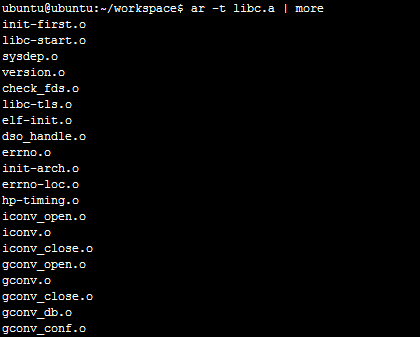 ubuntu@ubuntu:~/workspace$ ar -t libc.a | more
init-first.o
libc-start.o
sysdep.o
version.o
check_fds.o
libc-tls.o
elf-init.o
dso_handle.o
errno.o
init-arch.o
errno-loc.o
hp-timing.o
iconv_open.o
iconv.o
iconv_close.o
gconv_open.o
gconv.o
gconv_close.o
gconv_db.o
gconv_conf.o